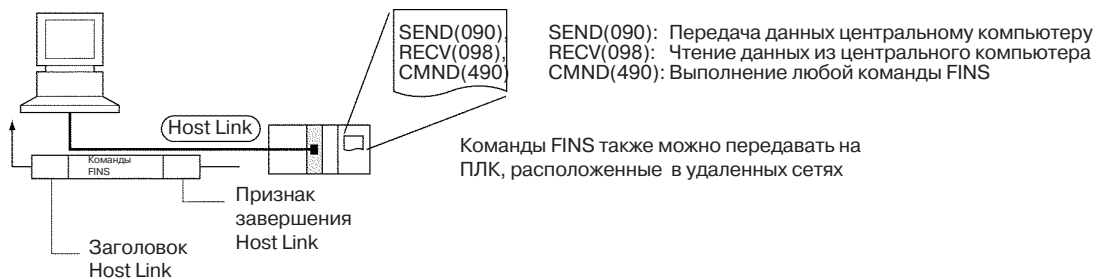 SEND(090),
RECV(098),
CMND(490)
SEND(090): Передача данных центральному компьютеру
RECV(098): Чтение данных из центрального компьютера
CMND(490): Выполнение любой команды FINS
Host Link
Команды FINS также можно передавать на
ПЛК, расположенные в удаленных сетях
Команды
FINS
Признак
завершения
Host Link
Заголовок
Host Link